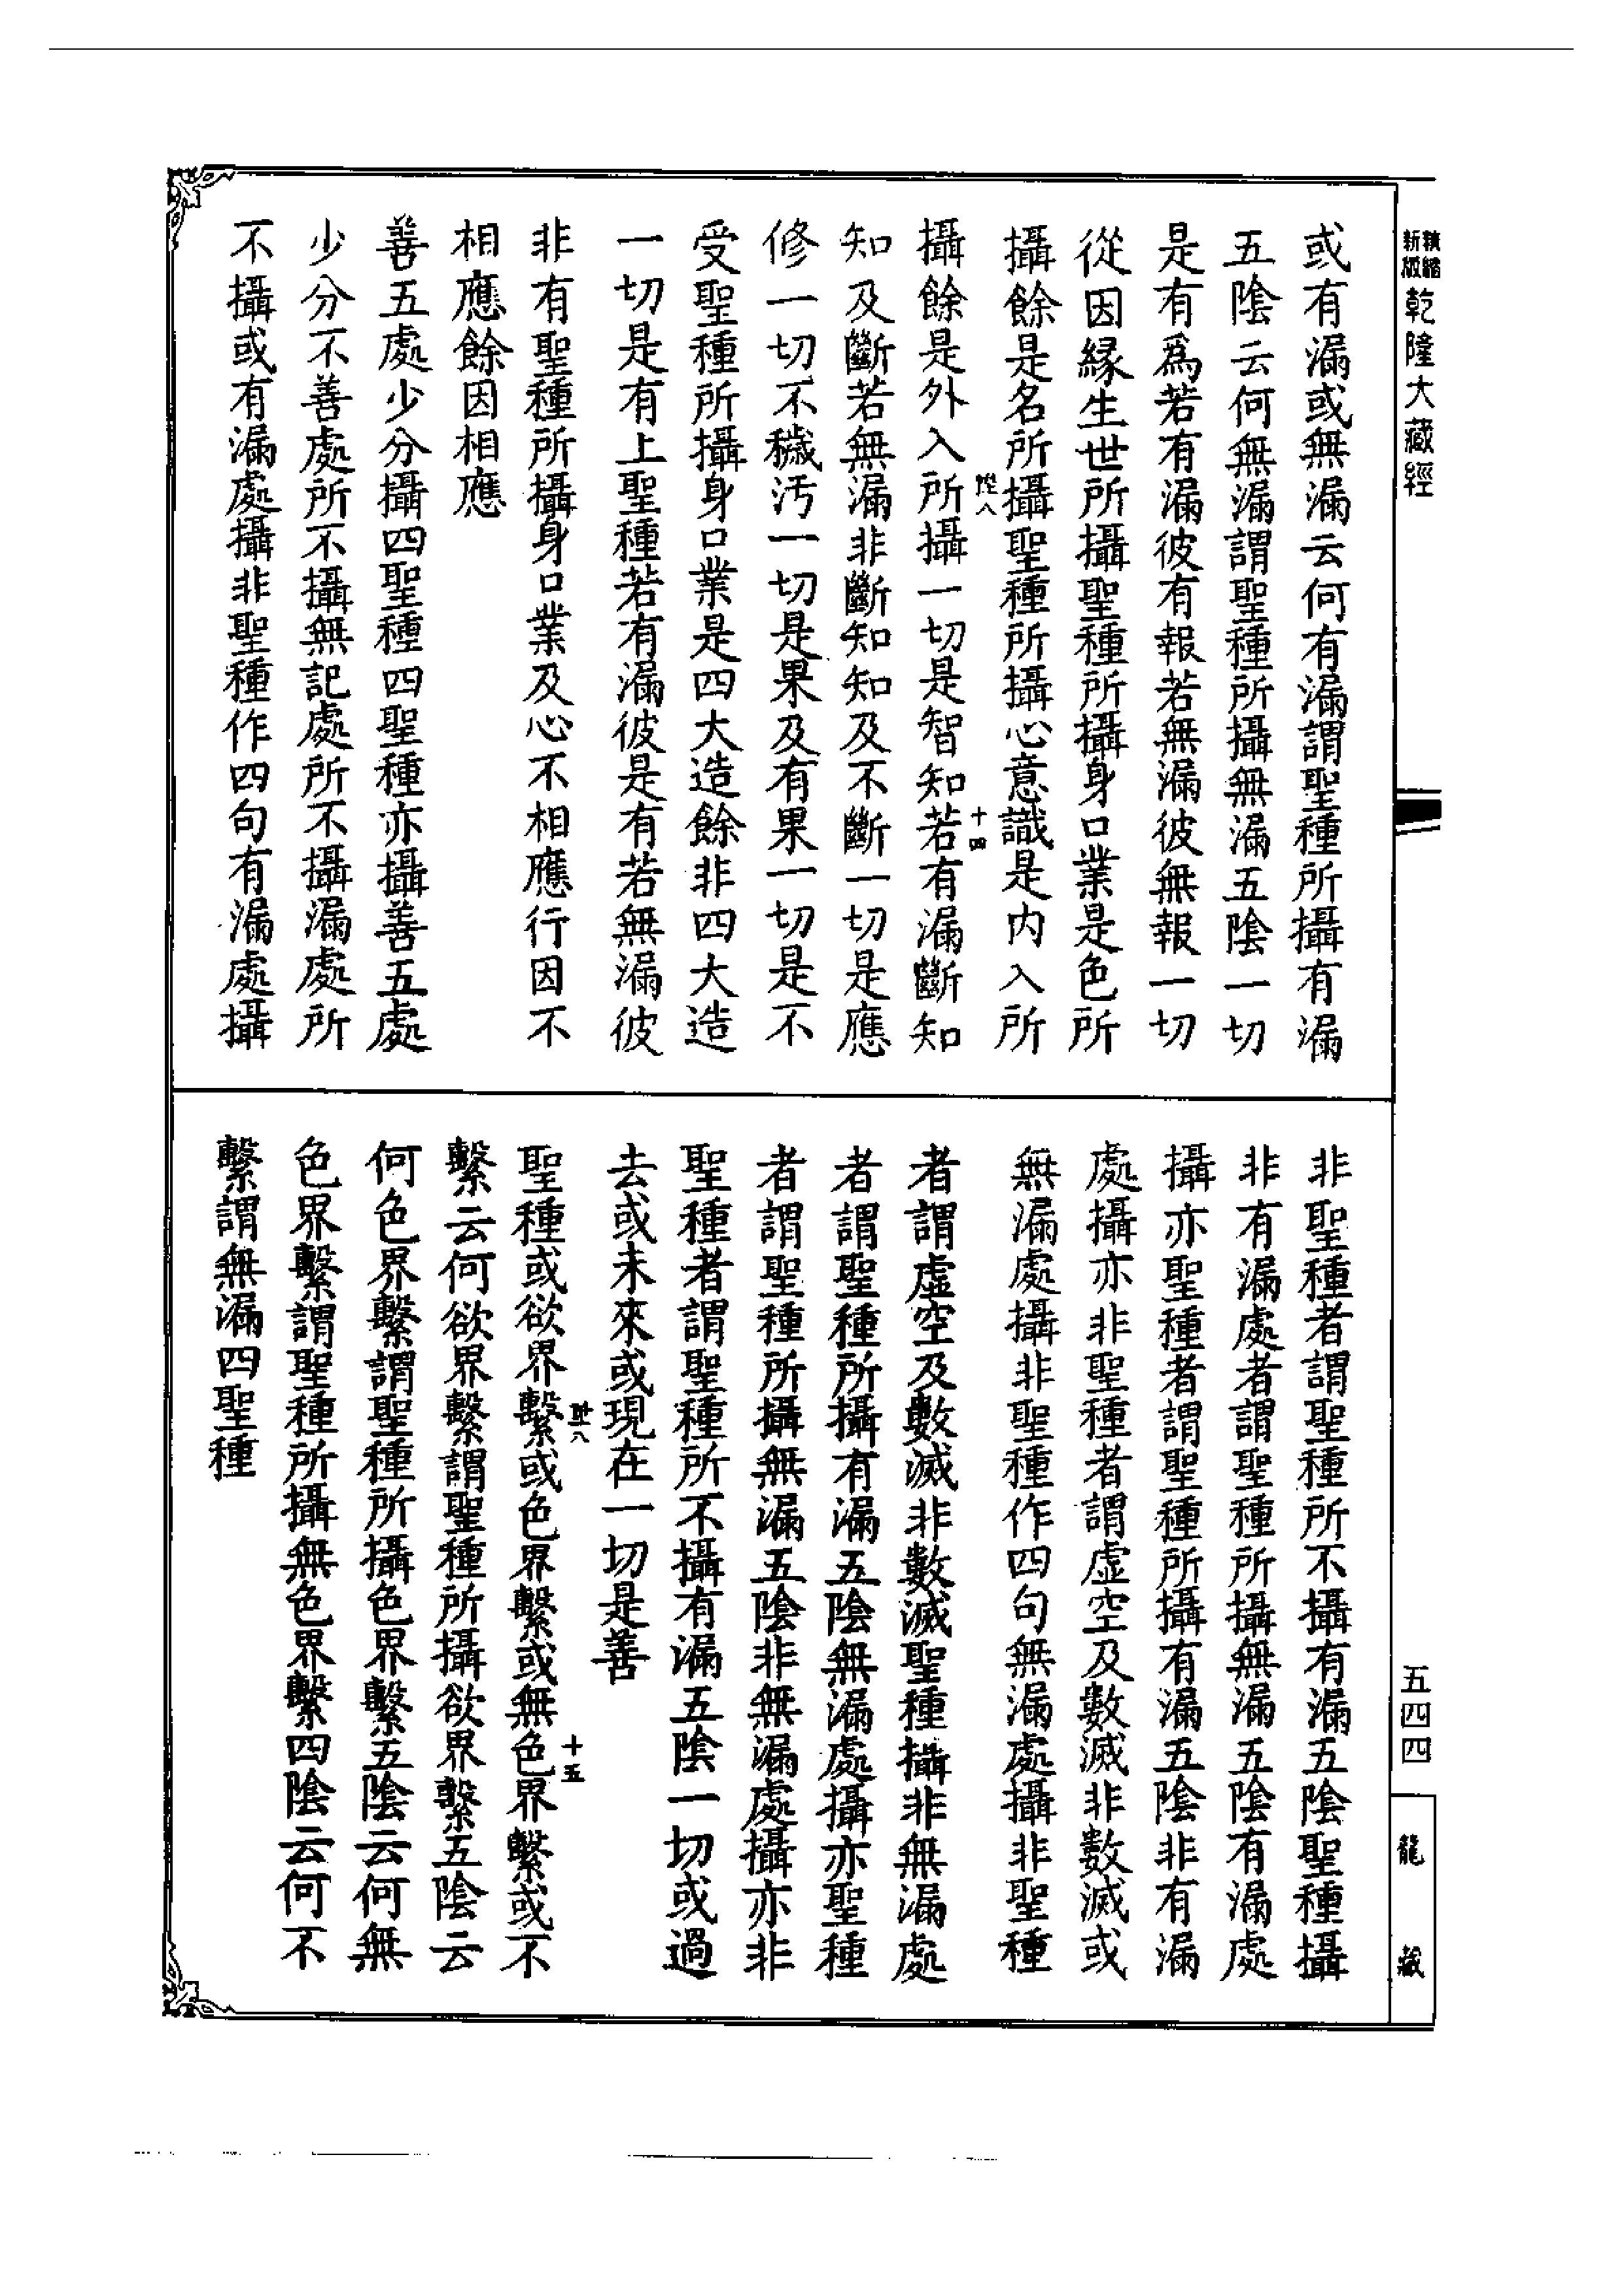 精縮
新版
乾隆大藏經
或有漏或無漏云何有漏謂聖種所攝有漏
五陰云何無漏謂聖種所攝無漏五陰一切
是有為若有漏彼有報若無漏彼無報一切
從因緣生世所攝聖種所攝身口業是色所
攝餘是名所攝聖種所攝心意識是內入所
攝餘是外入所攝一切是智知若有漏斷知
十四
知及斷若無漏非斷知知及不斷一切是應
修一切不穢汚一切是果及有果一切是不
受聖種所攝身口業是四大造餘非四大造
一切是有上聖種若有漏彼是有若無漏彼
非有聖種所攝身口業及心不相應行因不
相應餘因相應
善五處少分攝四聖種四聖種亦攝善五處
少分不善處所不攝無記處所不攝漏處所
不攝或有漏處攝非聖種作四句有漏處攝
非聖種者謂聖種所不攝有漏五陰聖種攝
非有漏處者謂聖種所攝無漏五陰有漏處
攝亦聖種者謂聖種所攝有漏五陰非有漏
處攝亦非聖種者謂虛空及數滅非數滅或
無漏處攝非聖種作四句無漏處攝非聖種
者謂虛空及數滅非數滅聖種攝非無漏處
者謂聖種所攝有漏五陰無漏處攝亦聖種
者謂聖種所攝無漏五陰非無漏處攝亦非
聖種者謂聖種所不攝有漏五陰一切或過
去或未來或現在一切是善
聖種或欲界繫或色界繫或無色界繫或不
十五
繫云何欲界繫謂聖種所攝欲界繫五陰云
何色界繫謂聖種所攝色界繫五陰云何無
色界繫謂聖種所攝無色界繫四陰云何不
繫謂無漏四聖種
五四四
龍藏